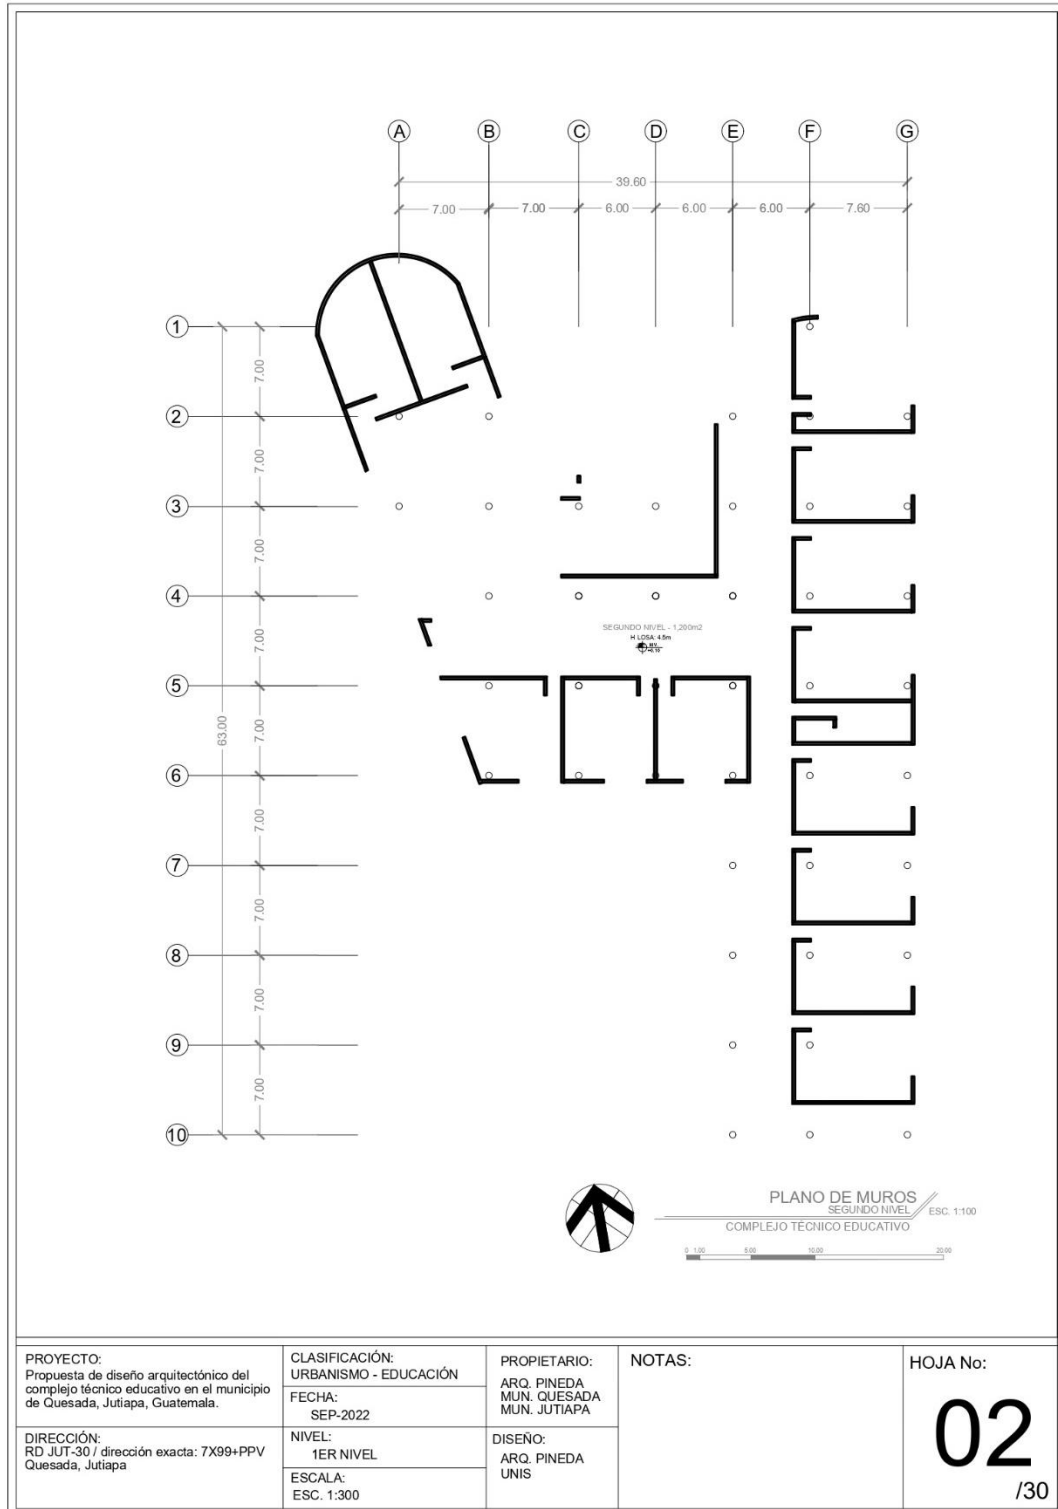 A
B
C
D
E
F
G
39.60
7.00
7.00
6.00
6.00
6.00
7.60
1
2
3
4
5
6
7
8
9
10
63.00
7.00
7.00
7.00
7.00
7.00
7.00
7.00
7.00
7.00
SEGUNDO NIVEL - 1,200m2
H LOSA: 4.5m
PLANO DE MUROS
SEGUNDO NIVEL
ESC. 1:100
COMPLEJO TÉCNICO EDUCATIVO
0 1.00 5.00 10.00 20.00
PROYECTO:
Propuesta de diseño arquitectónico del
complejo técnico educativo en el municipio
de Quesada, Jutiapa, Guatemala.
DIRECCIÓN:
RD JUT-30 / dirección exacta: 7X99+PPV
Quesada, Jutiapa
CLASIFICACIÓN:
URBANISMO - EDUCACIÓN
FECHA:
SEP-2022
NIVEL:
1ER NIVEL
ESCALA:
ESC. 1:300
PROPIETARIO:
ARQ. PINEDA
MUN. QUESADA
MUN. JUTIAPA
DISEÑO:
ARQ. PINEDA
UNIS
NOTAS:
HOJA No:
02
/30